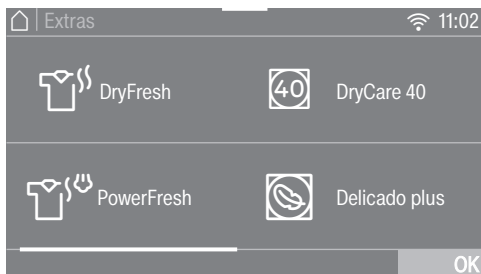 Extras 11:02
DryFresh
40 DryCare 40
PowerFresh
Delicado plus
OK